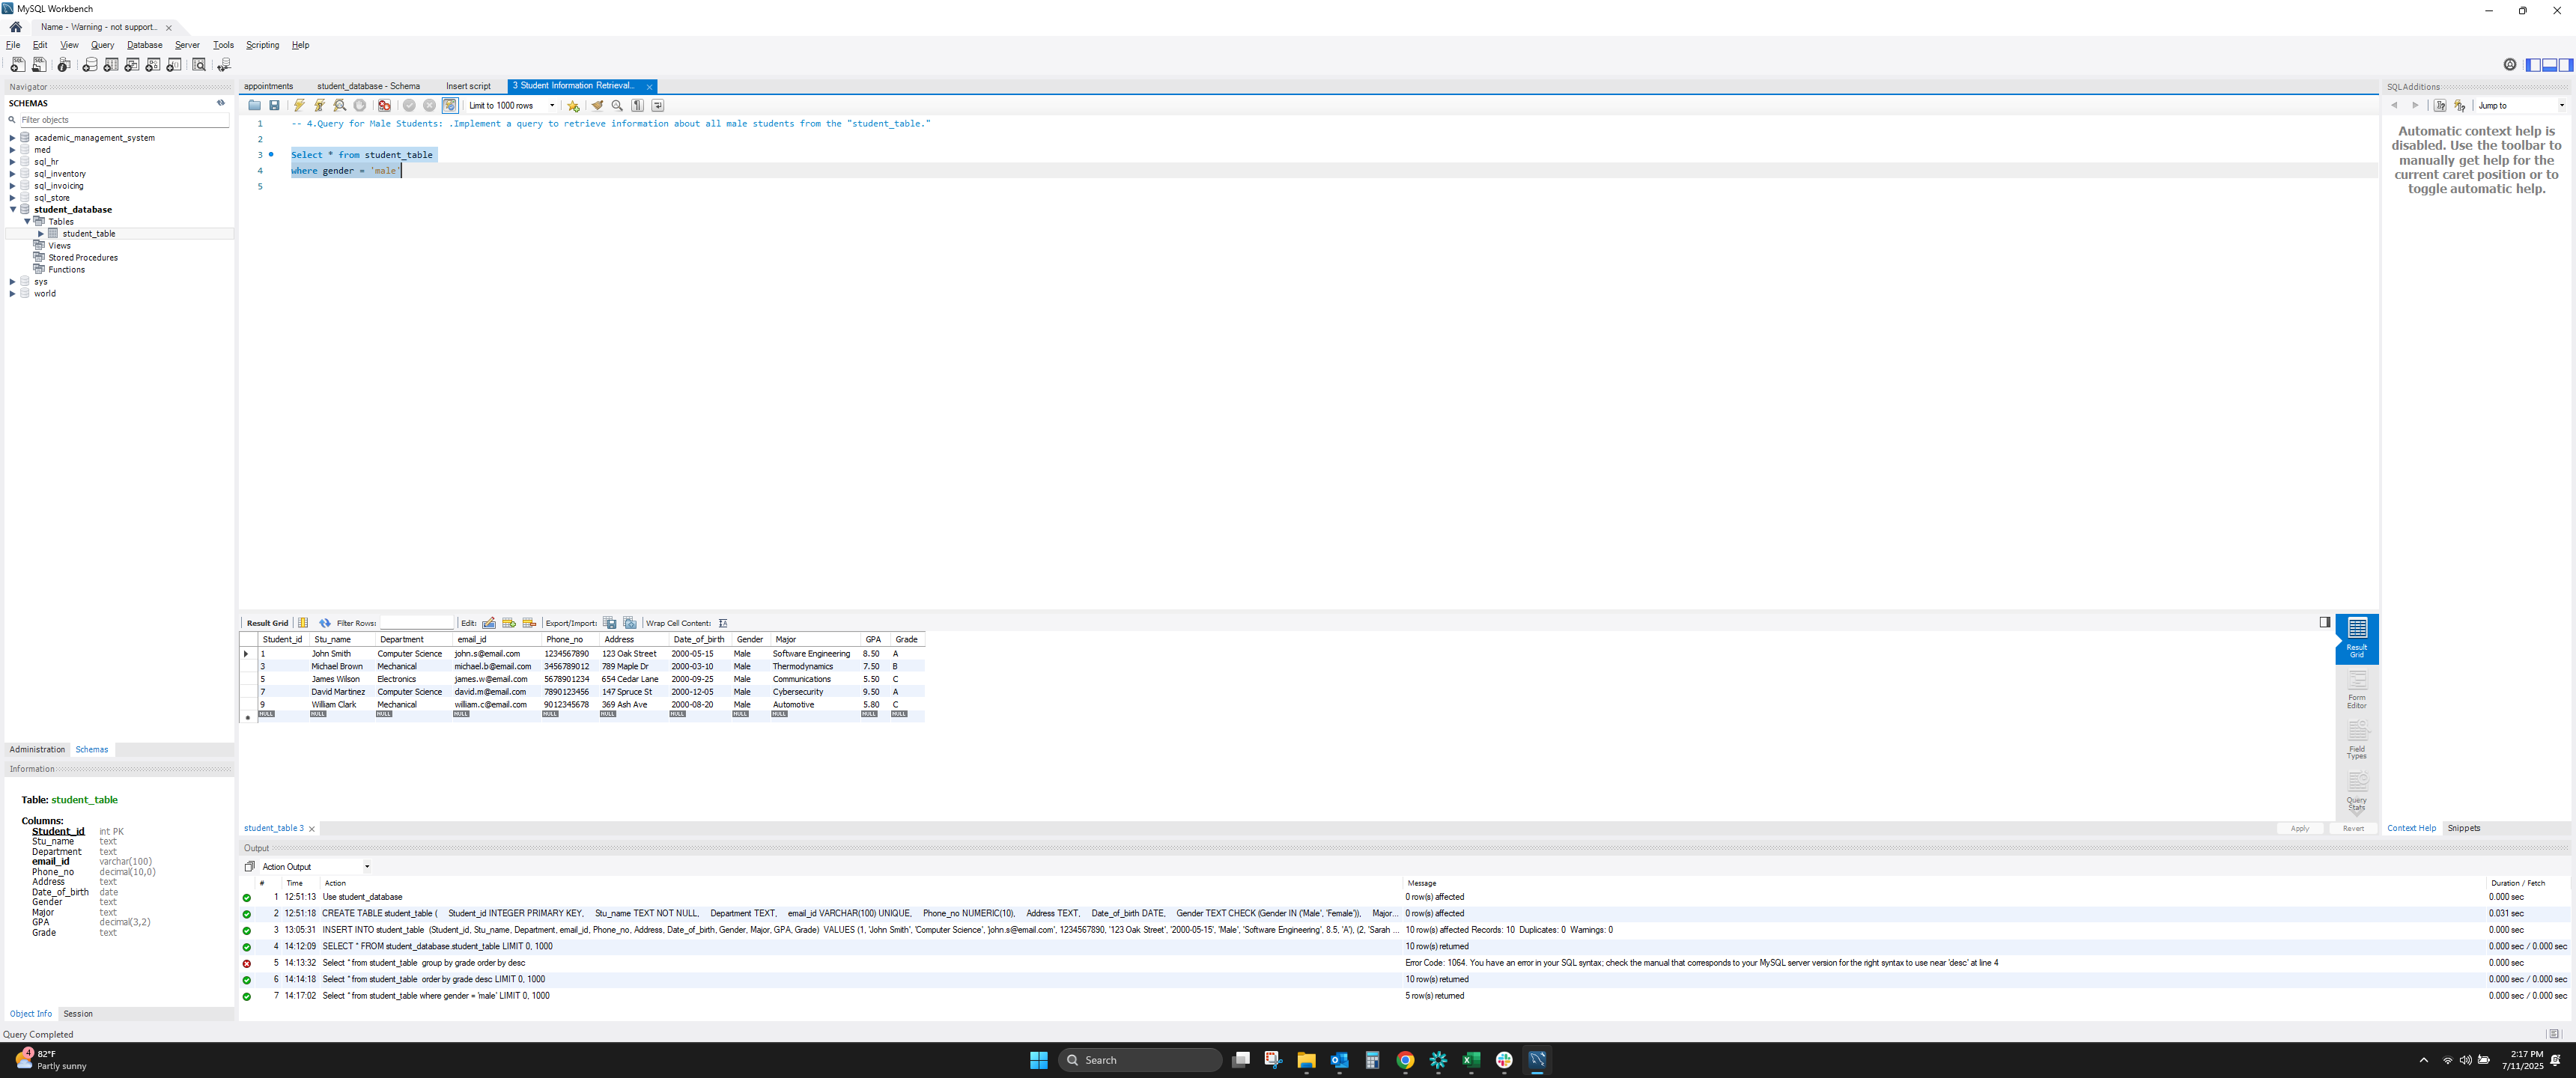 MySQL Workbench
Name - Warning - not support...
File Edit View Query Database Server Tools Scripting Help
Navigator
SCHEMAS
Filter objects
academic_management_system
med
sql_hr
sql_inventory
sql_invoicing
sql_store
student_database
Tables
student_table
Views
Stored Procedures
Functions
sys
world
Administration Schemas
Information
Table: student_table
Columns:
Student_id int PK
Stu_name text
Department text
email_id varchar(100)
Phone_no decimal(10,0)
Address text
Date_of_birth date
Gender text
Major text
GPA decimal(3,2)
Grade text
Object Info Session
Query Completed
appointments student_database - Schema Insert script 3 Student Information Retrieval...
Limit to 1000 rows
1 -- 4.Query for Male Students: .Implement a query to retrieve information about all male students from the "student_table."
2
3 Select * from student_table
4 where gender = 'male'
5
Result Grid Filter Rows: Edit: Export/Import: Wrap Cell Content:
Student_id Stu_name Department email_id Phone_no Address Date_of_birth Gender Major GPA Grade
1 John Smith Computer Science john.s@email.com 1234567890 123 Oak Street 2000-05-15 Male Software Engineering 8.50 A
3 Michael Brown Mechanical michael.b@email.com 3456789012 789 Maple Dr 2000-03-10 Male Thermodynamics 7.50 B
5 James Wilson Electronics james.w@email.com 5678901234 654 Cedar Lane 2000-09-25 Male Communications 5.50 C
7 David Martinez Computer Science david.m@email.com 7890123456 147 Spruce St 2000-12-05 Male Cybersecurity 9.50 A
9 William Clark Mechanical william.c@email.com 9012345678 369 Ash Ave 2000-08-20 Male Automotive 5.80 C
NULL NULL NULL NULL NULL NULL NULL NULL NULL NULL NULL
Result
Grid
Form
Editor
Field
Types
Query
Stats
student_table 3
Apply Revert
Output
Action Output
# Time Action Message Duration / Fetch
1 12:51:13 Use student_database 0 row(s) affected 0.000 sec
2 12:51:18 CREATE TABLE student_table ( Student_id INTEGER PRIMARY KEY, Stu_name TEXT NOT NULL, Department TEXT, email_id VARCHAR(100) UNIQUE, Phone_no NUMERIC(10), Address TEXT, Date_of_birth DATE, Gender TEXT CHECK (Gender IN ('Male', 'Female')), Major... 0 row(s) affected 0.031 sec
3 13:05:31 INSERT INTO student_table (Student_id, Stu_name, Department, email_id, Phone_no, Address, Date_of_birth, Gender, Major, GPA, Grade) VALUES (1, 'John Smith', 'Computer Science', 'john.s@email.com', 1234567890, '123 Oak Street', '2000-05-15', 'Male', 'Software Engineering', 8.5, 'A'), (2, 'Sarah ... 10 row(s) affected Records: 10 Duplicates: 0 Warnings: 0 0.000 sec
4 14:12:09 SELECT * FROM student_database.student_table LIMIT 0, 1000 10 row(s) returned 0.000 sec / 0.000 sec
5 14:13:32 Select * from student_table group by grade order by desc Error Code: 1064. You have an error in your SQL syntax; check the manual that corresponds to your MySQL server version for the right syntax to use near 'desc' at line 4 0.000 sec
6 14:14:18 Select * from student_table order by grade desc LIMIT 0, 1000 10 row(s) returned 0.000 sec / 0.000 sec
7 14:17:02 Select * from student_table where gender = 'male' LIMIT 0, 1000 5 row(s) returned 0.000 sec / 0.000 sec
SQLAdditions
Jump to
Automatic context help is
disabled. Use the toolbar to
manually get help for the
current caret position or to
toggle automatic help.
Context Help Snippets
4
82°F
Partly sunny
Search
2:17 PM
7/11/2025